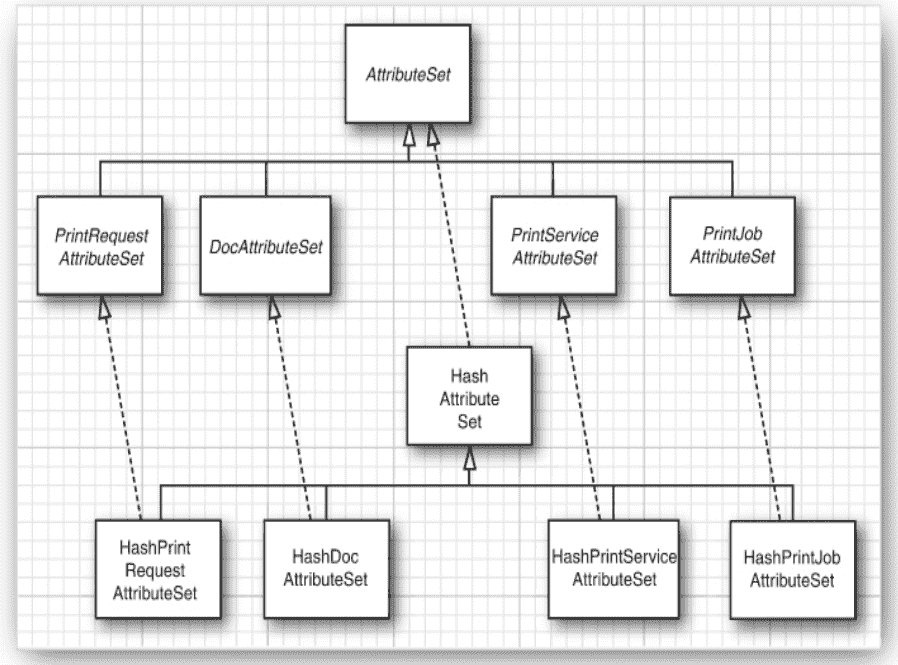 AttributeSet
PrintRequest
AttributeSet
DocAttributeSet
PrintService
AttributeSet
PrintJob
AttributeSet
Hash
Attribute
Set
HashPrint
Request
AttributeSet
HashDoc
AttributeSet
HashPrintService
AttributeSet
HashPrintJob
AttributeSet